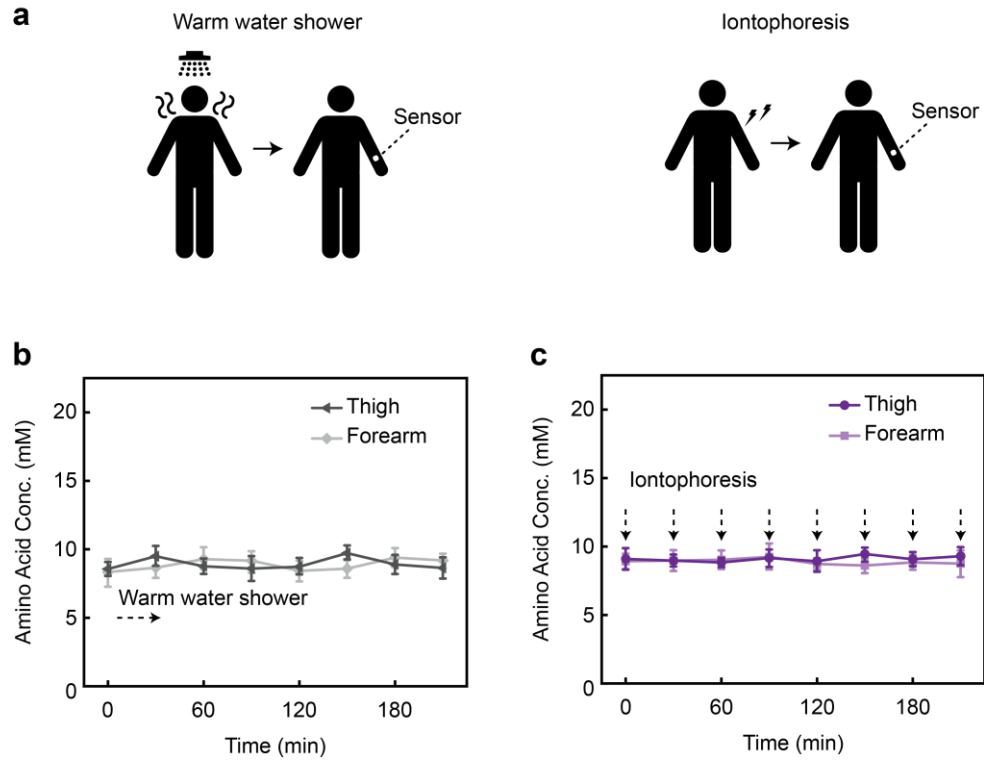 a
Warm water shower
Iontophoresis
Sensor
Sensor
b
Amino Acid Conc. (mM)
20
15
10
5
0
Thigh
Forearm
Warm water shower
0
60
120
180
Time (min)
c
Amino Acid Conc. (mM)
20
15
10
5
0
Thigh
Forearm
Iontophoresis
0
60
120
180
Time (min)